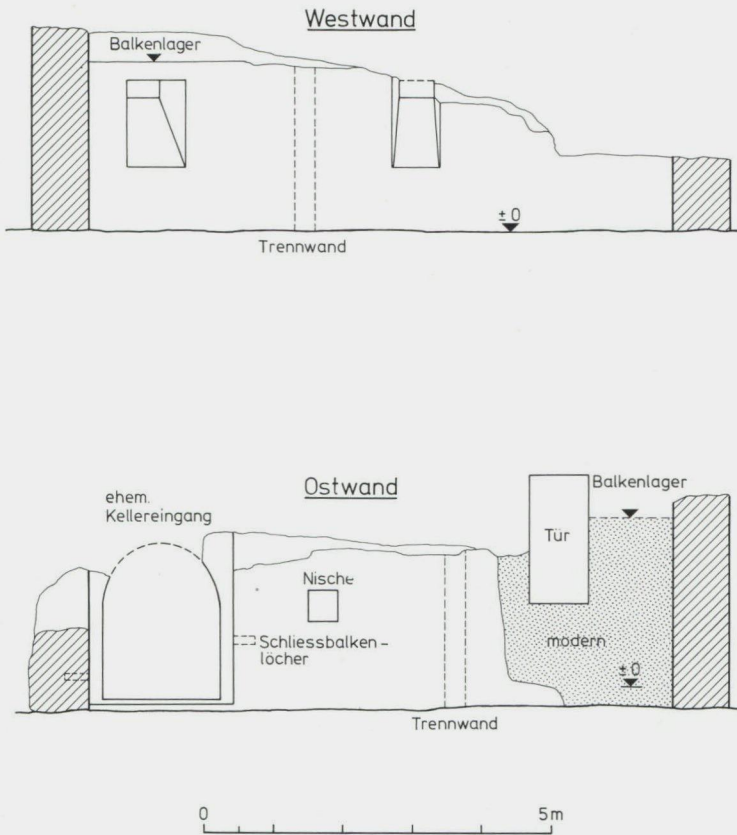 Westwand
Balkenlager
± 0
Trennwand
Ostwand
ehem.
Kellereingang
Balkenlager
Tür
Nische
Schliessbalken-
löcher
modern
± 0
Trennwand
0 5m